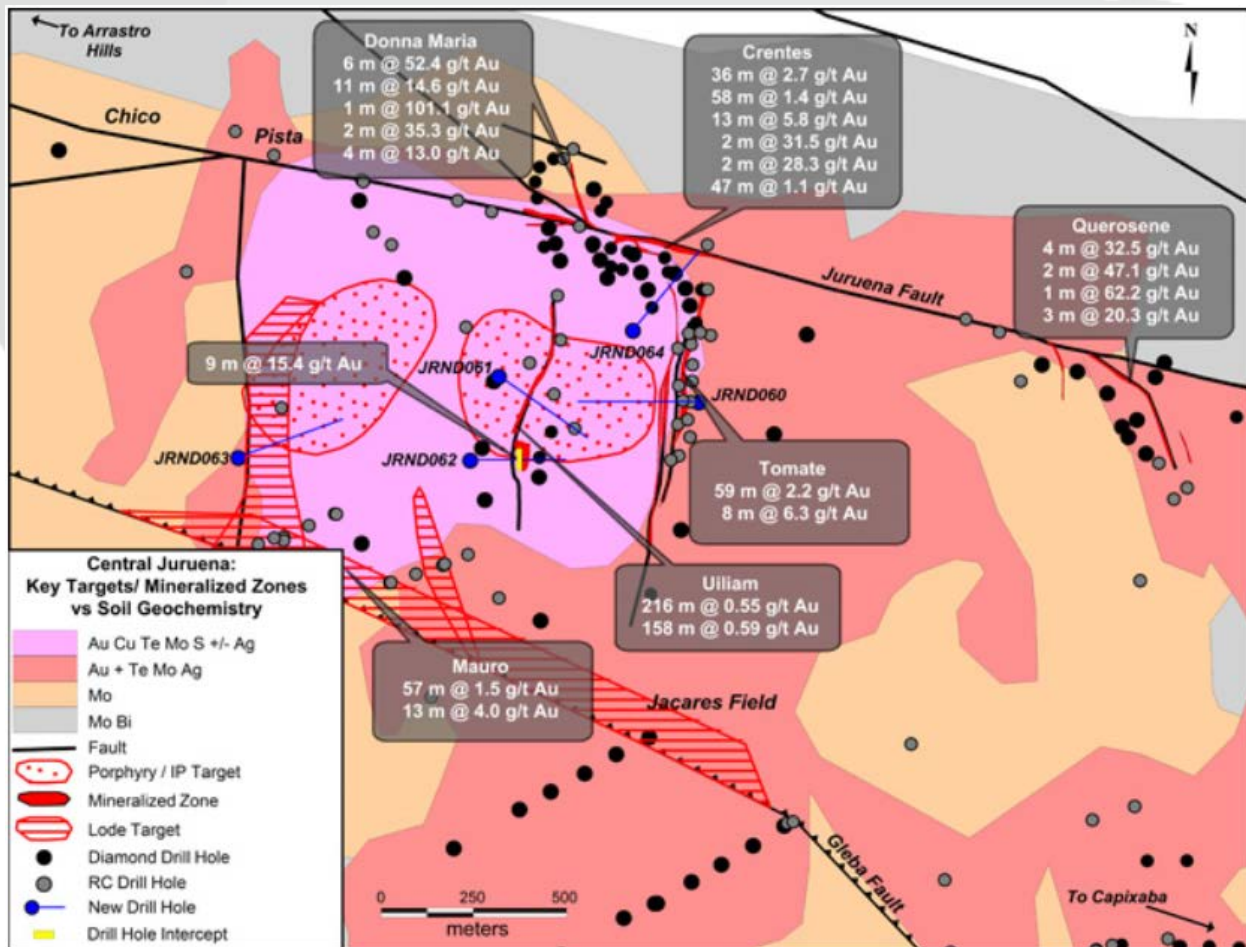 To Arrastro
Hills
N
Chico
Pista
Donna Maria
6 m @ 52.4 g/t Au
11 m @ 14.6 g/t Au
1 m @ 101.1 g/t Au
2 m @ 35.3 g/t Au
4 m @ 13.0 g/t Au
Crentes
36 m @ 2.7 g/t Au
58 m @ 1.4 g/t Au
13 m @ 5.8 g/t Au
2 m @ 31.5 g/t Au
2 m @ 28.3 g/t Au
47 m @ 1.1 g/t Au
Querosene
4 m @ 32.5 g/t Au
2 m @ 47.1 g/t Au
1 m @ 62.2 g/t Au
3 m @ 20.3 g/t Au
Juruena Fault
9 m @ 15.4 g/t Au
JRND061
JRND064
JRND060
JRND063
JRND062
Tomate
59 m @ 2.2 g/t Au
8 m @ 6.3 g/t Au
Uiliam
216 m @ 0.55 g/t Au
158 m @ 0.59 g/t Au
Mauro
57 m @ 1.5 g/t Au
13 m @ 4.0 g/t Au
Jacares Field
Gleba Fault
To Capixaba
Central Juruena:
Key Targets/ Mineralized Zones
vs Soil Geochemistry
Au Cu Te Mo S +/- Ag
Au + Te Mo Ag
Mo
Mo Bi
Fault
Porphyry / IP Target
Mineralized Zone
Lode Target
Diamond Drill Hole
RC Drill Hole
New Drill Hole
Drill Hole Intercept
0 250 500
meters